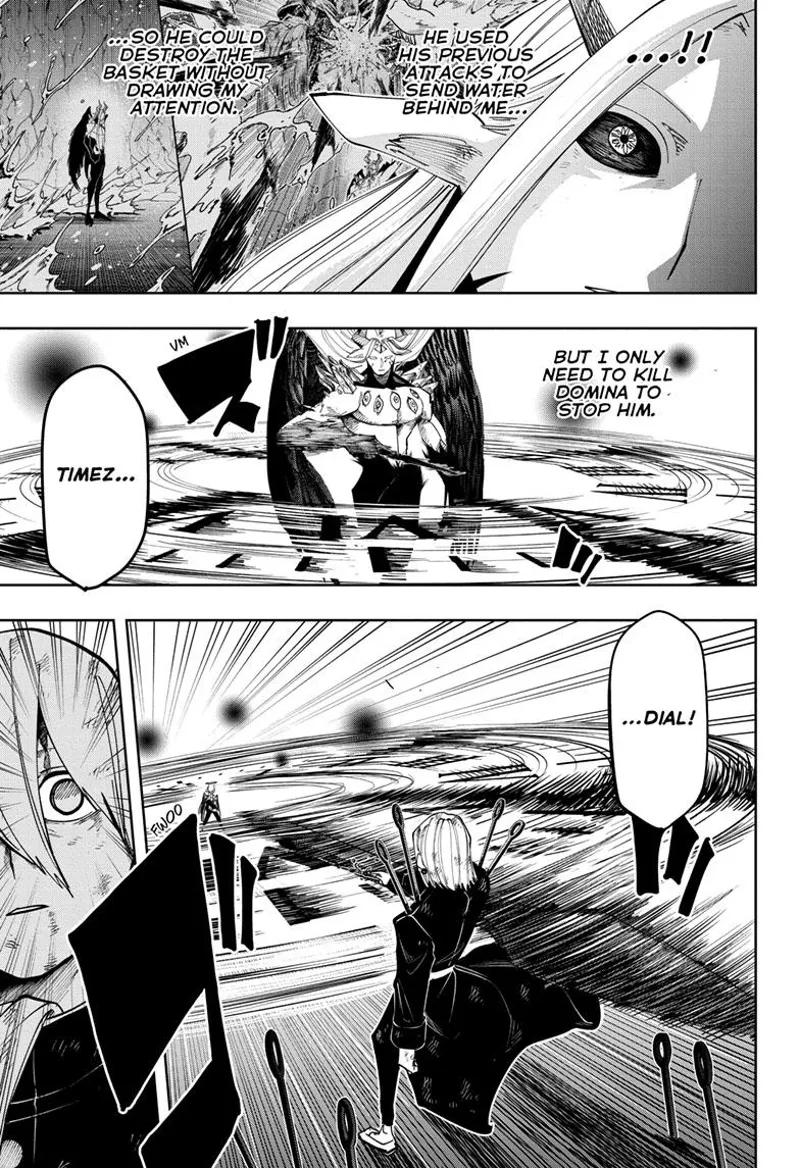 ...!!
HE USED
HIS PREVIOUS
ATTACKS TO
SEND WATER
BEHIND ME...
...SO HE COULD
DESTROY THE
BASKET WITHOUT
DRAWING MY
ATTENTION.
BUT I ONLY
NEED TO KILL
DOMINA TO
STOP HIM.
VM
TIMEZ...
...DIAL!
FWOO